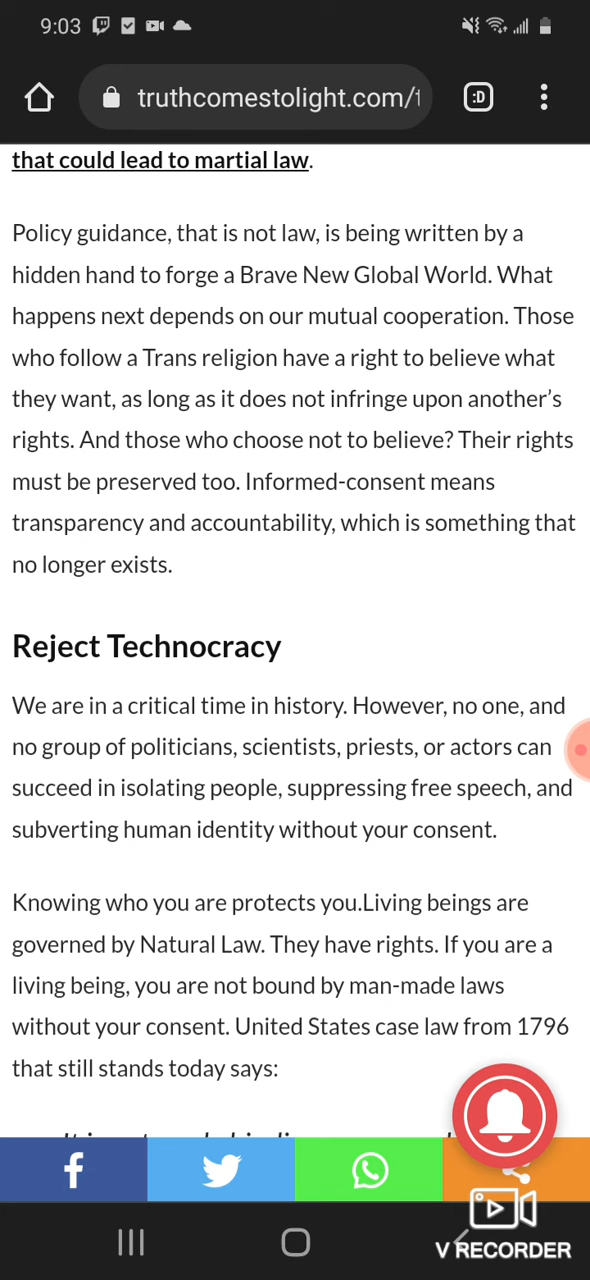 9:03
truthcomestolight.com/t
:D
that could lead to martial law.
Policy guidance, that is not law, is being written by a
hidden hand to forge a Brave New Global World. What
happens next depends on our mutual cooperation. Those
who follow a Trans religion have a right to believe what
they want, as long as it does not infringe upon another’s
rights. And those who choose not to believe? Their rights
must be preserved too. Informed-consent means
transparency and accountability, which is something that
no longer exists.
Reject Technocracy
We are in a critical time in history. However, no one, and
no group of politicians, scientists, priests, or actors can
succeed in isolating people, suppressing free speech, and
subverting human identity without your consent.
Knowing who you are protects you.Living beings are
governed by Natural Law. They have rights. If you are a
living being, you are not bound by man-made laws
without your consent. United States case law from 1796
that still stands today says:
V RECORDER